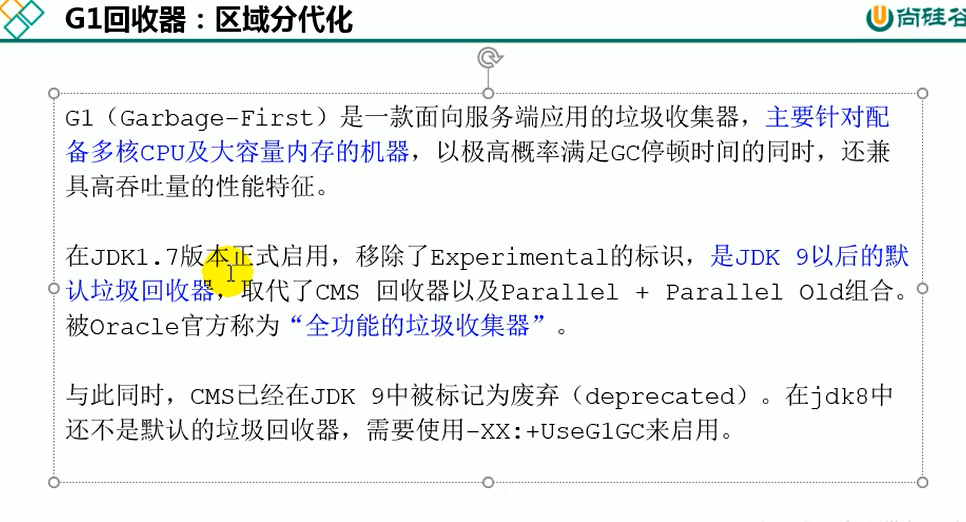 G1回收器：区域分代化
尚硅谷
G1（Garbage-First）是一款面向服务端应用的垃圾收集器，主要针对配
备多核CPU及大容量内存的机器，以极高概率满足GC停顿时间的同时，还兼
具高吞吐量的性能特征。
在JDK1.7版本正式启用，移除了Experimental的标识，是JDK 9以后的默
认垃圾回收器，取代了CMS 回收器以及Parallel + Parallel Old组合。
被Oracle官方称为“全功能的垃圾收集器”。
与此同时，CMS已经在JDK 9中被标记为废弃（deprecated）。在jdk8中
还不是默认的垃圾回收器，需要使用-XX:+UseG1GC来启用。